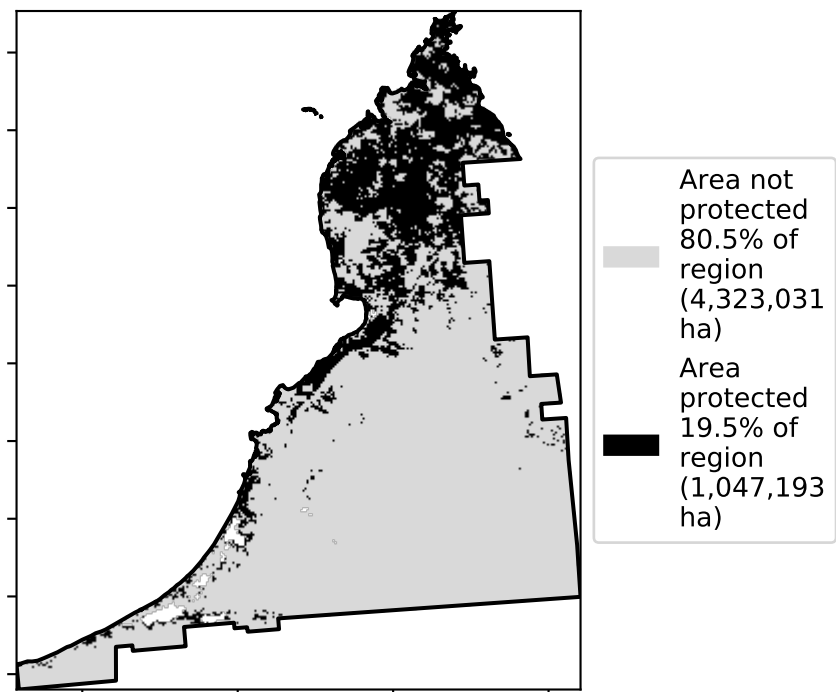 Area not
protected
80.5% of
region
(4,323,031
ha)
Area
protected
19.5% of
region
(1,047,193
ha)